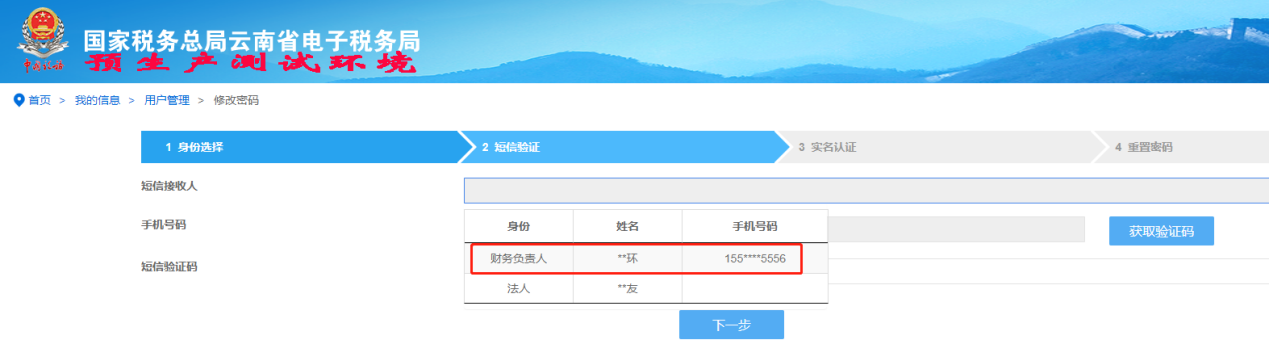 国家税务总局云南省电子税务局
中国税务 预生产测试环境
首页 > 我的信息 > 用户管理 > 修改密码
1 身份选择 2 短信验证 3 实名认证 4 重置密码
短信接收人
手机号码 获取验证码
身份 姓名 手机号码
财务负责人 **环 155****5556
短信验证码
法人 **友
下一步